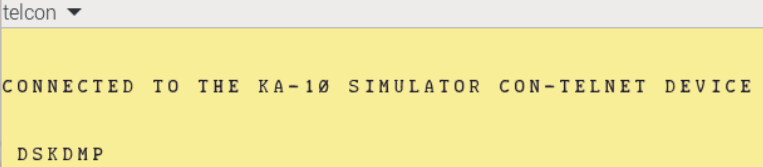 telcon
CONNECTED TO THE KA-10 SIMULATOR CON-TELNET DEVICE
DSKDMP